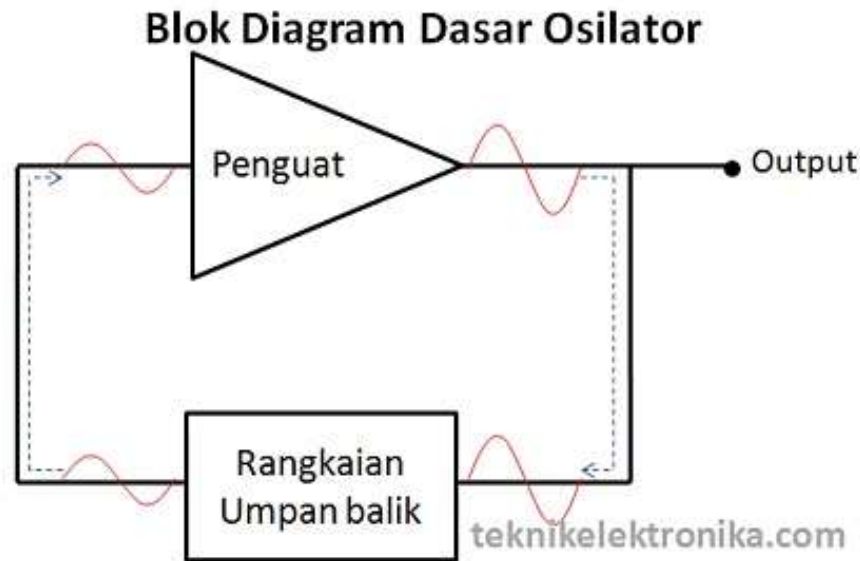 Blok Diagram Dasar Osilator
Penguat
Output
Rangkaian
Umpan balik
teknikelektronika.com